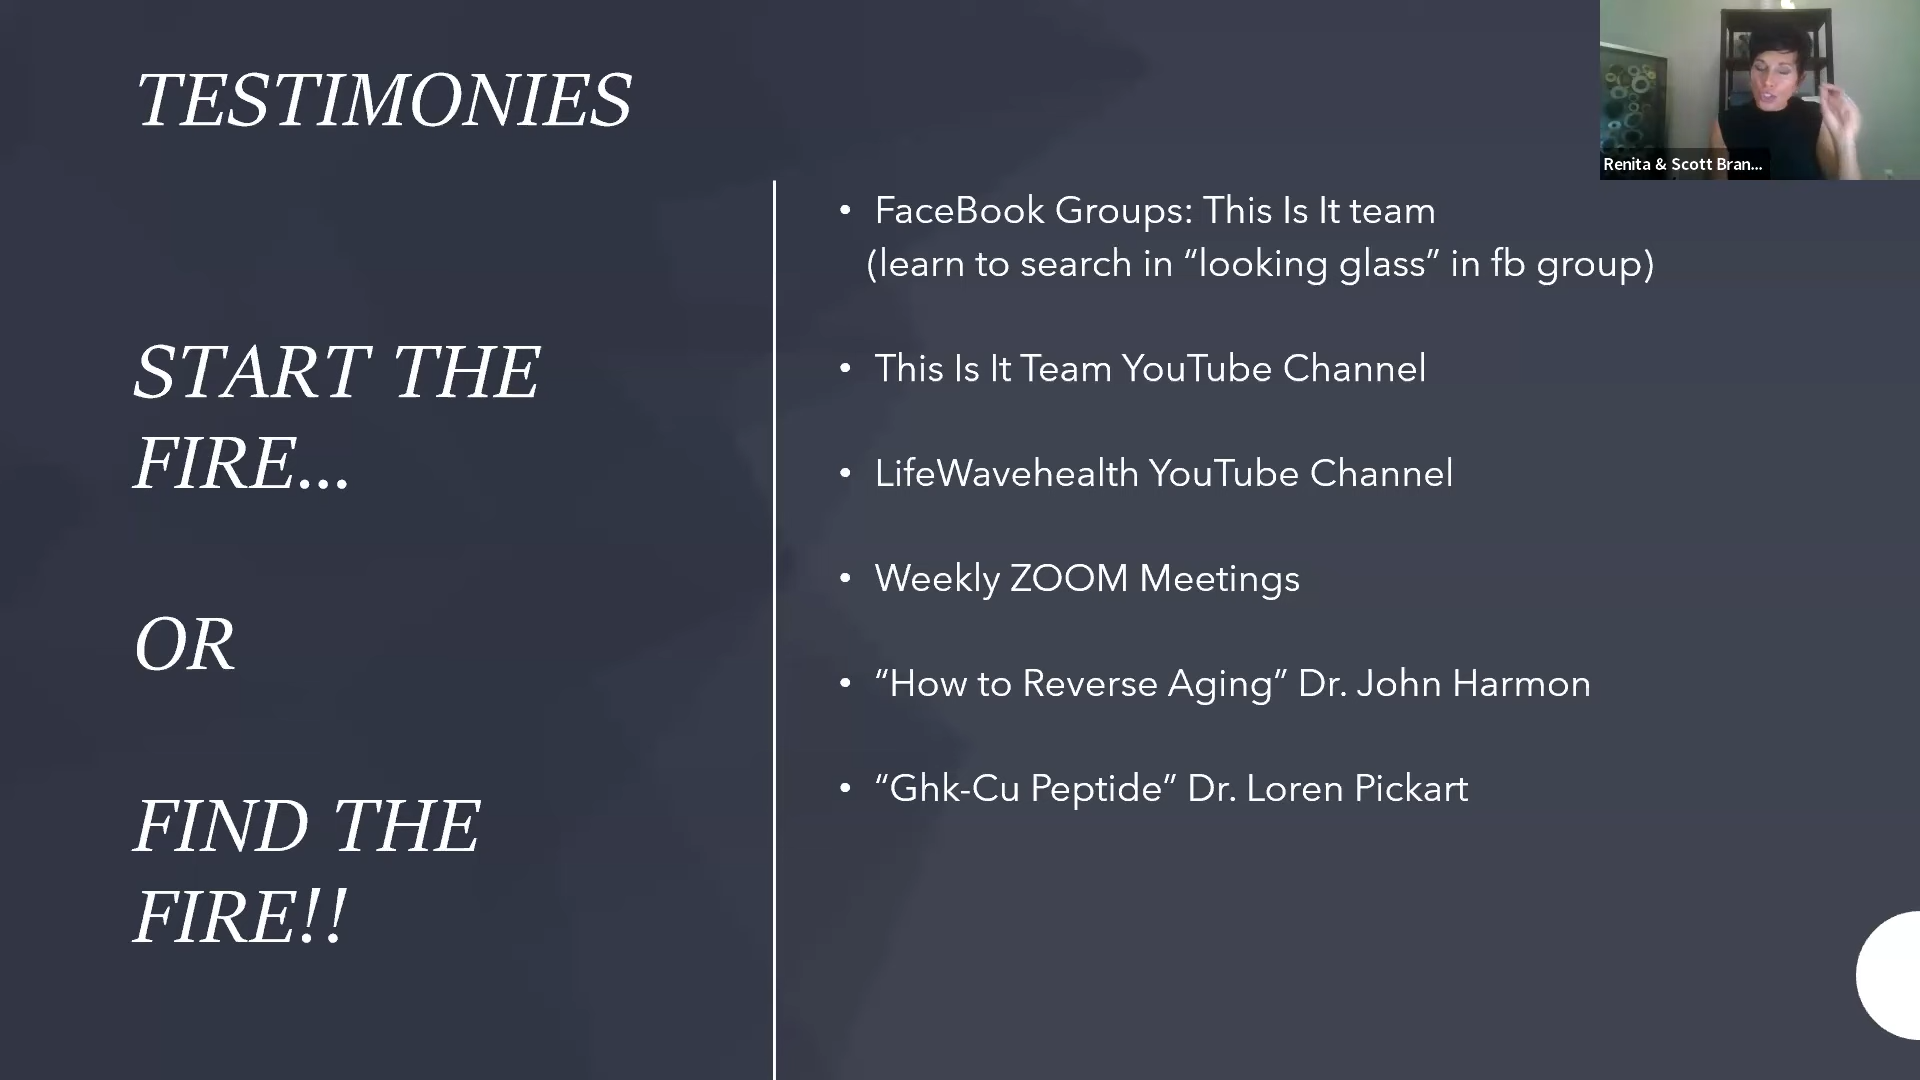 TESTIMONIES
START THE
FIRE...
OR
FIND THE
FIRE!!
• FaceBook Groups: This Is It team
(learn to search in “looking glass” in fb group)
• This Is It Team YouTube Channel
• LifeWavehealth YouTube Channel
• Weekly ZOOM Meetings
• “How to Reverse Aging” Dr. John Harmon
• “Ghk-Cu Peptide” Dr. Loren Pickart
Renita & Scott Bran...